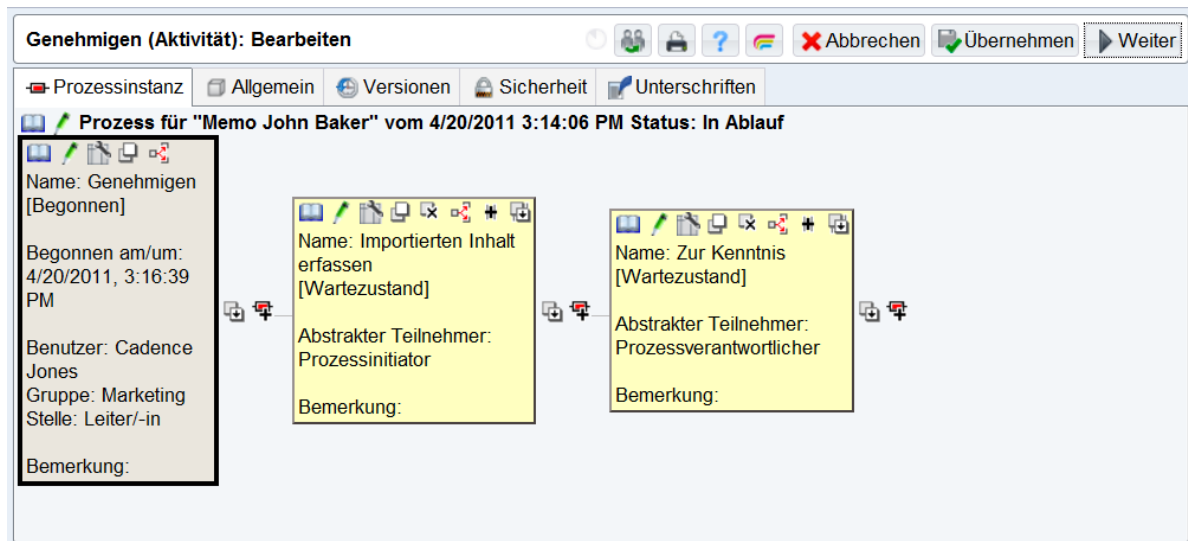 Genehmigen (Aktivität): Bearbeiten
? Abbrechen Übernehmen Weiter
Prozessinstanz Allgemein Versionen Sicherheit Unterschriften
Prozess für "Memo John Baker" vom 4/20/2011 3:14:06 PM Status: In Ablauf
Name: Genehmigen
[Begonnen]
Begonnen am/um:
4/20/2011, 3:16:39
PM
Benutzer: Cadence
Jones
Gruppe: Marketing
Stelle: Leiter/-in
Bemerkung:
Name: Importierten Inhalt
erfassen
[Wartezustand]
Abstrakter Teilnehmer:
Prozessinitiator
Bemerkung:
Name: Zur Kenntnis
[Wartezustand]
Abstrakter Teilnehmer:
Prozessverantwortlicher
Bemerkung: